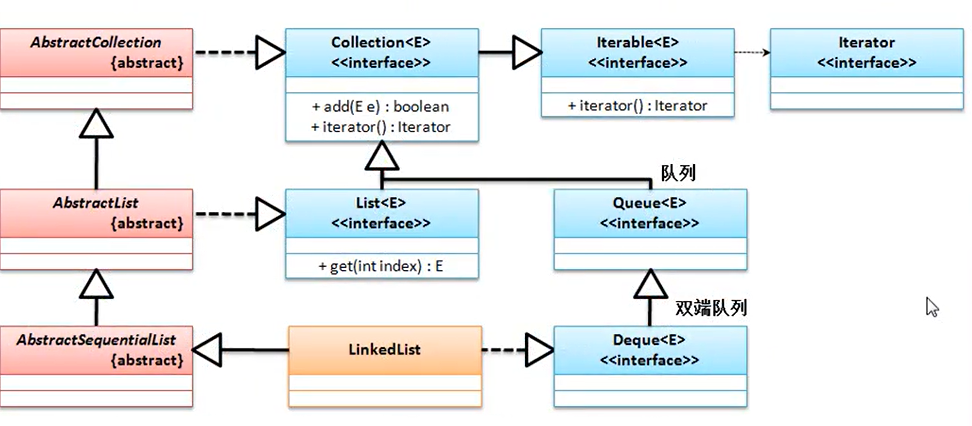 AbstractCollection
{abstract}
Collection<E>
<<interface>>
+ add(E e) : boolean
+ iterator() : Iterator
Iterable<E>
<<interface>>
+ iterator() : Iterator
Iterator
<<interface>>
AbstractList
{abstract}
List<E>
<<interface>>
+ get(int index) : E
队列
Queue<E>
<<interface>>
AbstractSequentialList
{abstract}
LinkedList
双端队列
Deque<E>
<<interface>>